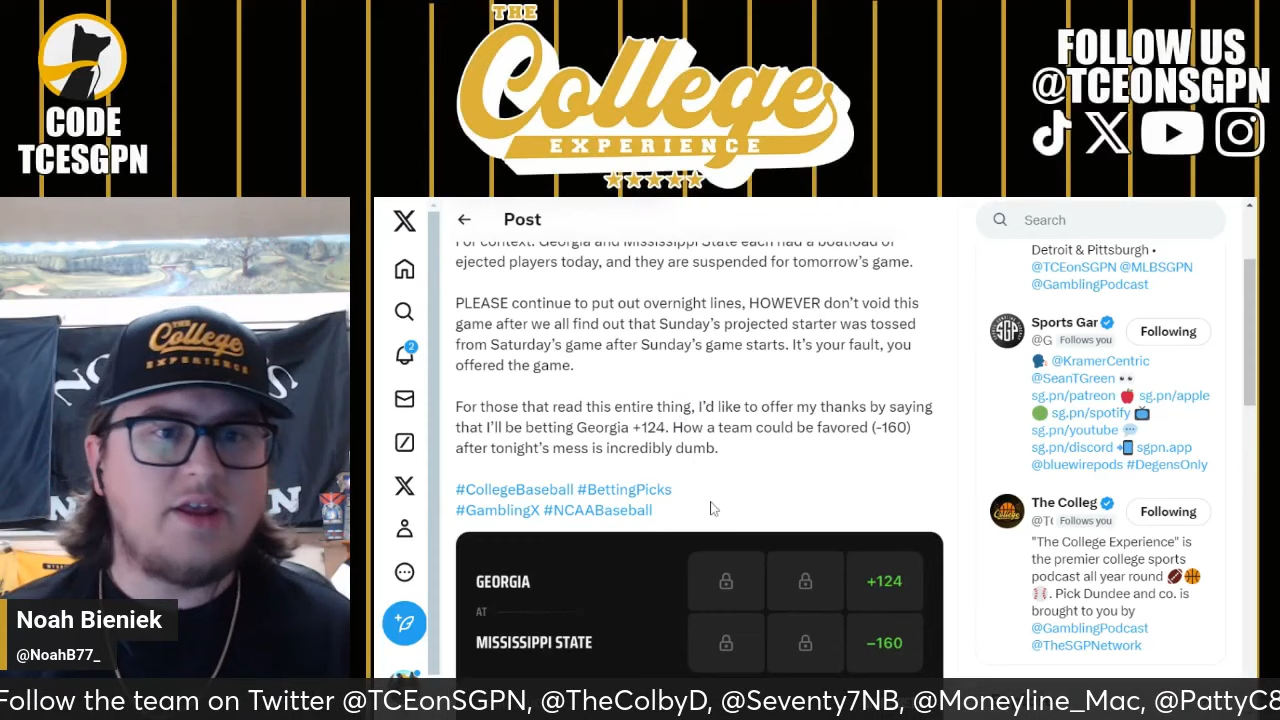 CODE
TCESGPN
THE
College
EXPERIENCE
FOLLOW US
@TCEONSGPN
Post
Search
For context: Georgia and Mississippi State each had a boatload of
ejected players today, and they are suspended for tomorrow’s game.
PLEASE continue to put out overnight lines, HOWEVER don’t void this
game after we all find out that Sunday’s projected starter was tossed
from Saturday’s game after Sunday’s game starts. It’s your fault, you
offered the game.
For those that read this entire thing, I’d like to offer my thanks by saying
that I’ll be betting Georgia +124. How a team could be favored (-160)
after tonight’s mess is incredibly dumb.
#CollegeBaseball #BettingPicks
#GamblingX #NCAABaseball
GEORGIA
+124
AT
MISSISSIPPI STATE
−160
2
Detroit & Pittsburgh •
@TCEonSGPN @MLBSGPN
@GamblingPodcast
Sports Gar
@G Follows you
Following
@KramerCentric
@SeanTGreen
sg.pn/patreon sg.pn/apple
sg.pn/spotify
sg.pn/youtube
sg.pn/discord sgpn.app
@bluewirepods #DegensOnly
The Colleg
@T( Follows you
Following
"The College Experience" is
the premier college sports
podcast all year round
. Pick Dundee and co. is
brought to you by
@GamblingPodcast
@TheSGPNetwork
THE
College
EXPERIENCE
Noah Bieniek
@NoahB77_
Follow the team on Twitter @TCEonSGPN, @TheColbyD, @Seventy7NB, @Moneyline_Mac, @PattyC8